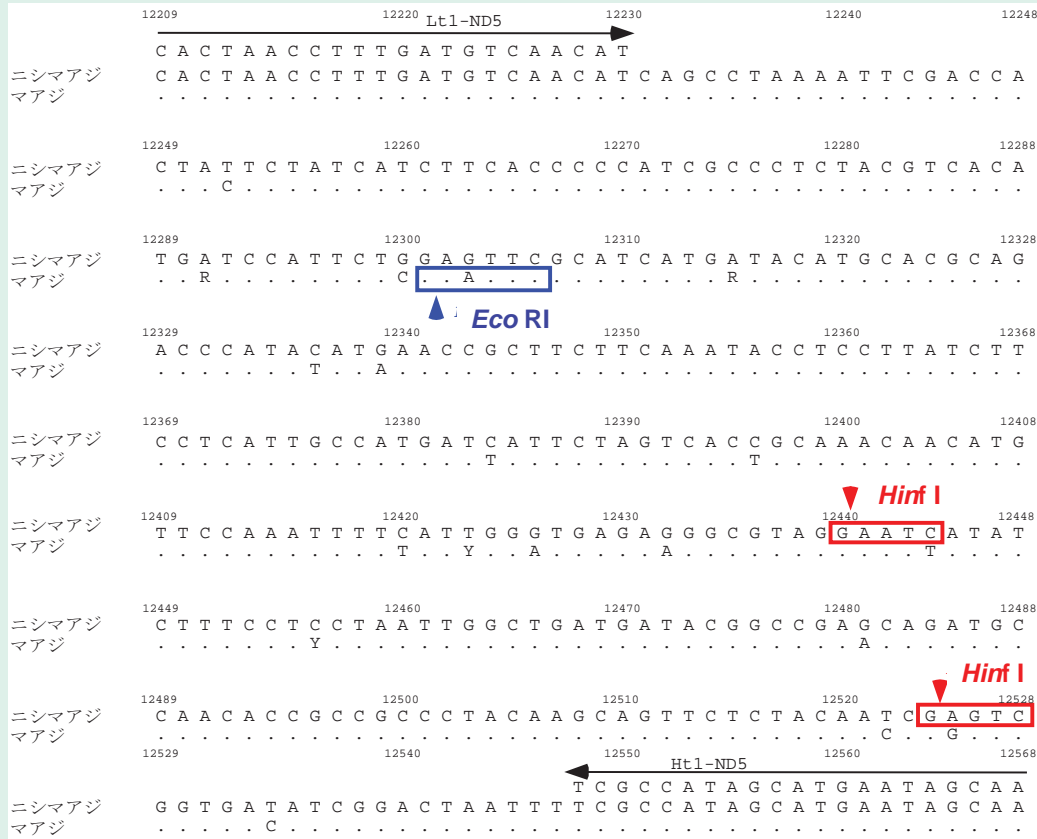 12209 12220 Lt1-ND5 12230 12240 12248
C A C T A A C C T T T G A T G T C A A C A T
ニシマアジ C A C T A A C C T T T G A T G T C A A C A T C A G C C T A A A A T T C G A C C A
マアジ . . . . . . . . . . . . . . . . . . . . . . . . . . . . . . . . . . . . . . . .
12249 12260 12270 12280 12288
ニシマアジ C T A T T C T A T C A T C T T C A C C C C C A T C G C C C T C T A C G T C A C A
マアジ . . . C . . . . . . . . . . . . . . . . . . . . . . . . . . . . . . . . . . . .
12289 12300 12310 12320 12328
ニシマアジ T G A T C C A T T C T G G A G T T C G C A T C A T G A T A C A T G C A C G C A G
マアジ . . R . . . . . . . . C . . A . . . . . . . . . . . R . . . . . . . . . . . . .
Eco RI
12329 12340 12350 12360 12368
ニシマアジ A C C C A T A C A T G A A C C G C T T C T T C A A A T A C C T C C T T A T C T T
マアジ . . . . . . . T . . A . . . . . . . . . . . . . . . . . . . . . . . . . . . . .
12369 12380 12390 12400 12408
ニシマアジ C C T C A T T G C C A T G A T C A T T C T A G T C A C C G C A A A C A A C A T G
マアジ . . . . . . . . . . . . . . . T . . . . . . . . . . . T . . . . . . . . . . . .
Hinf I
12409 12420 12430 12440 12448
ニシマアジ T T C C A A A T T T T C A T T G G G T G A G A G G G C G T A G G A A T C A T A T
マアジ . . . . . . . . . . . T . . Y . . A . . . . . A . . . . . . . . . . . T . . . .
12449 12460 12470 12480 12488
ニシマアジ C T T T C C T C C T A A T T G G C T G A T G A T A C G G C C G A G C A G A T G C
マアジ . . . . . . . Y . . . . . . . . . . . . . . . . . . . . . . . . A . . . . . . .
Hinf I
12489 12500 12510 12520 12528
ニシマアジ C A A C A C C G C C G C C C T A C A A G C A G T T C T C T A C A A T C G A G T C
マアジ . . . . . . . . . . . . . . . . . . . . . . . . . . . . . . . . . C . . G . . .
12529 12540 12550 Ht1-ND5 12560 12568
T C G C C A T A G C A T G A A T A G C A A
ニシマアジ G G T G A T A T C G G A C T A A T T T T C G C C A T A G C A T G A A T A G C A A
マアジ . . . . . C . . . . . . . . . . . . . . . . . . . . . . . . . . . . . . . . . .